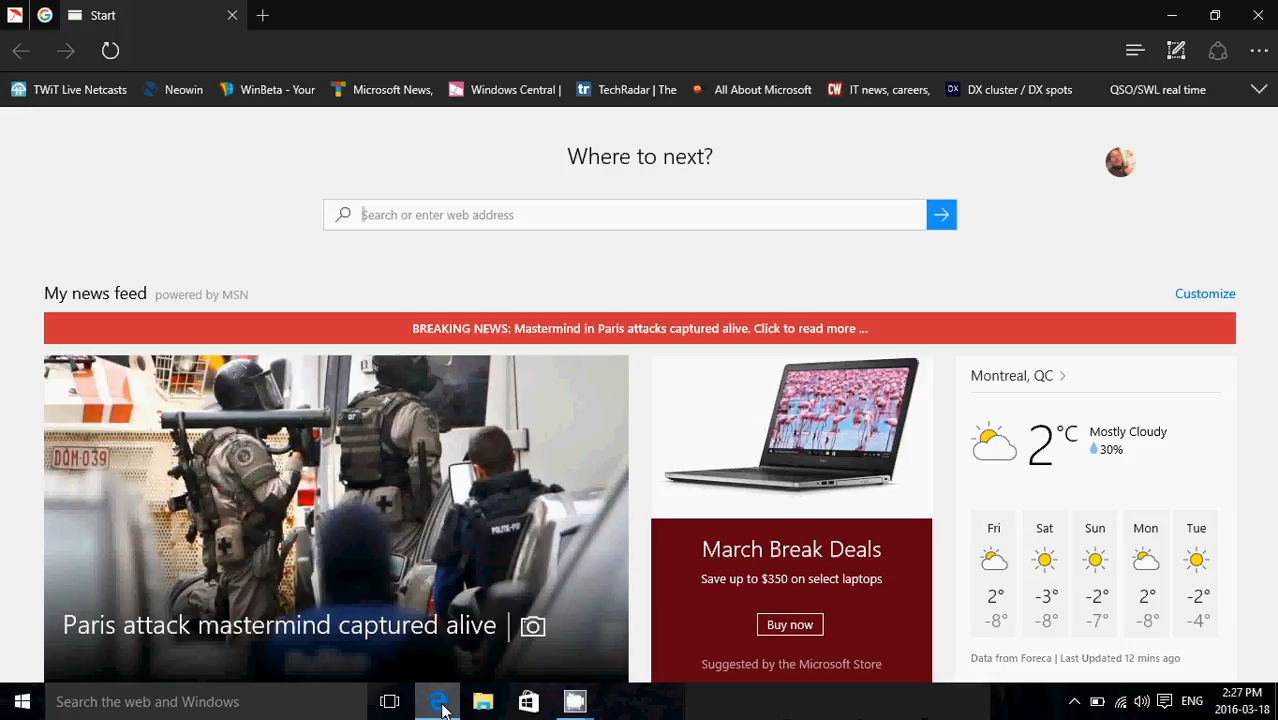 Start
TWiT Live Netcasts
Neowin
WinBeta - Your
Microsoft News,
Windows Central |
TechRadar | The
All About Microsoft
IT news, careers,
DX cluster / DX spots
QSO/SWL real time
Where to next?
Search or enter web address
My news feed powered by MSN
Customize
BREAKING NEWS: Mastermind in Paris attacks captured alive. Click to read more ...
DQM-039
Paris attack mastermind captured alive
March Break Deals
Save up to $350 on select laptops
Buy now
Suggested by the Microsoft Store
Montreal, QC
2 °C
Mostly Cloudy
30%
Fri Sat Sun Mon Tue
2° -3° -2° 2° -2°
-8° -8° -7° -8° -4°
Data from Foreca | Last Updated 12 mins ago
Search the web and Windows
ENG
2:27 PM
2016-03-18